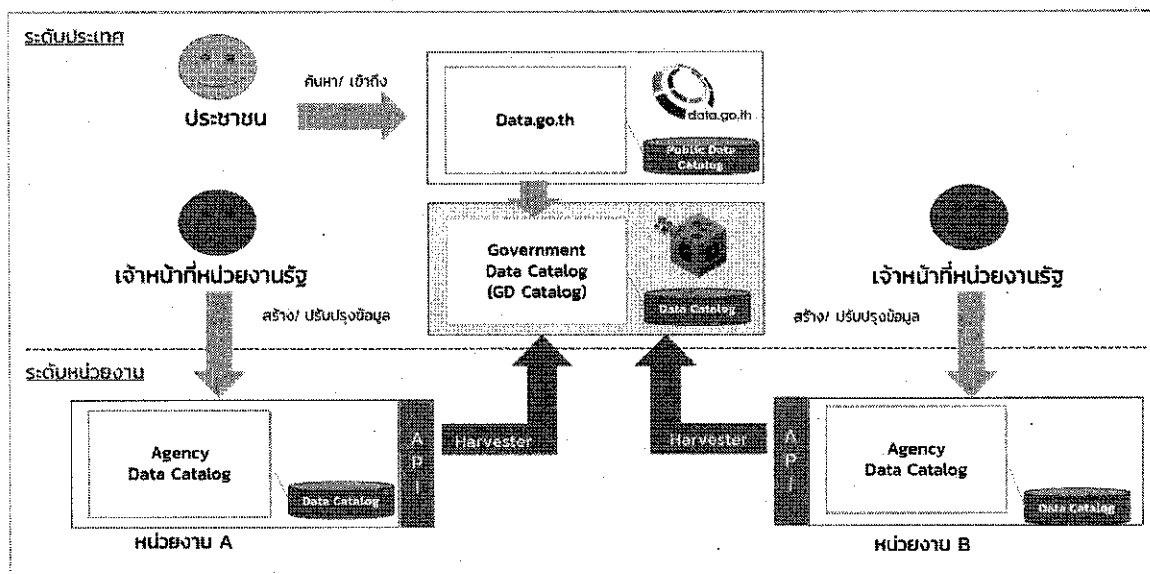 ระดับประเทศ
ค้นหา/ เข้าถึง
ประชาชน
Data.go.th
data.go.th
Public Data
Catalog
เจ้าหน้าที่หน่วยงานรัฐ
สร้าง/ ปรับปรุงข้อมูล
Government
Data Catalog
(GD Catalog)
Data Catalog
เจ้าหน้าที่หน่วยงานรัฐ
สร้าง/ ปรับปรุงข้อมูล
ระดับหน่วยงาน
Agency
Data Catalog
Data Catalog
API
Harvester
หน่วยงาน A
Harvester
API
Agency
Data Catalog
Data Catalog
หน่วยงาน B